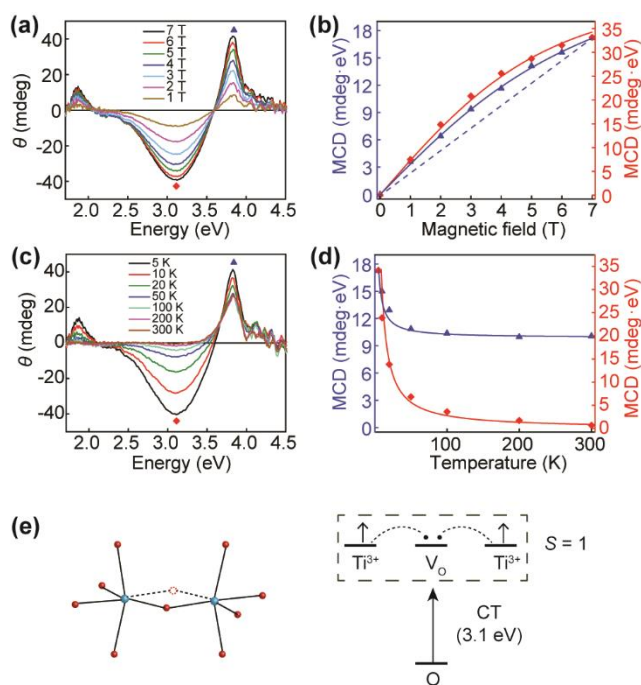 (a)
7 T
6 T
5 T
4 T
3 T
2 T
1 T
40
20
0
-20
-40
θ (mdeg)
2.0 2.5 3.0 3.5 4.0 4.5
Energy (eV)
(b)
18
15
12
9
6
3
0
MCD (mdeg·eV)
35
30
25
20
15
10
5
0
MCD (mdeg·eV)
0 1 2 3 4 5 6 7
Magnetic field (T)
(c)
5 K
10 K
20 K
50 K
100 K
200 K
300 K
40
20
0
-20
-40
θ (mdeg)
2.0 2.5 3.0 3.5 4.0 4.5
Energy (eV)
(d)
18
15
12
9
6
3
0
MCD (mdeg·eV)
35
30
25
20
15
10
5
0
MCD (mdeg·eV)
100 200 300
Temperature (K)
(e)
Ti3+ VO Ti3+
S = 1
CT
(3.1 eV)
O